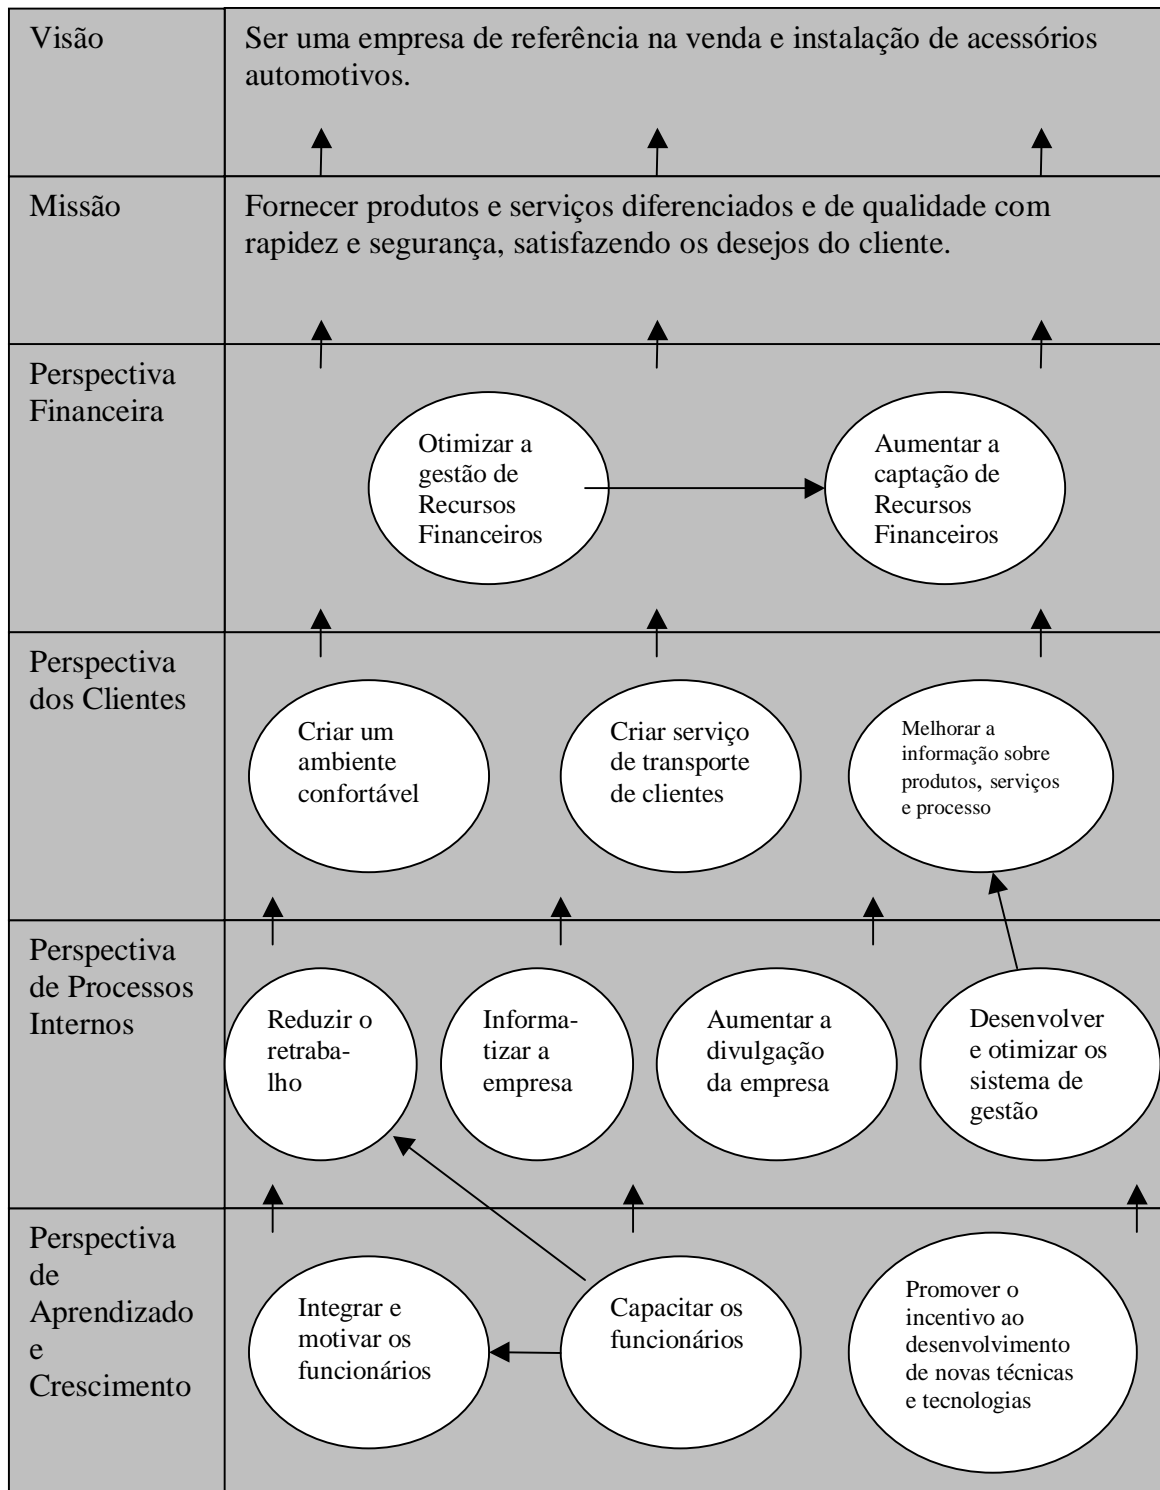 Visão
Ser uma empresa de referência na venda e instalação de acessórios
automotivos.
Missão
Fornecer produtos e serviços diferenciados e de qualidade com
rapidez e segurança, satisfazendo os desejos do cliente.
Perspectiva
Financeira
Otimizar a
gestão de
Recursos
Financeiros
Aumentar a
captação de
Recursos
Financeiros
Perspectiva
dos Clientes
Criar um
ambiente
confortável
Criar serviço
de transporte
de clientes
Melhorar a
informação sobre
produtos, serviços
e processo
Perspectiva
de Processos
Internos
Reduzir o
retraba-
lho
Informa-
tizar a
empresa
Aumentar a
divulgação
da empresa
Desenvolver
e otimizar os
sistema de
gestão
Perspectiva
de
Aprendizado
e
Crescimento
Integrar e
motivar os
funcionários
Capacitar os
funcionários
Promover o
incentivo ao
desenvolvimento
de novas técnicas
e tecnologias